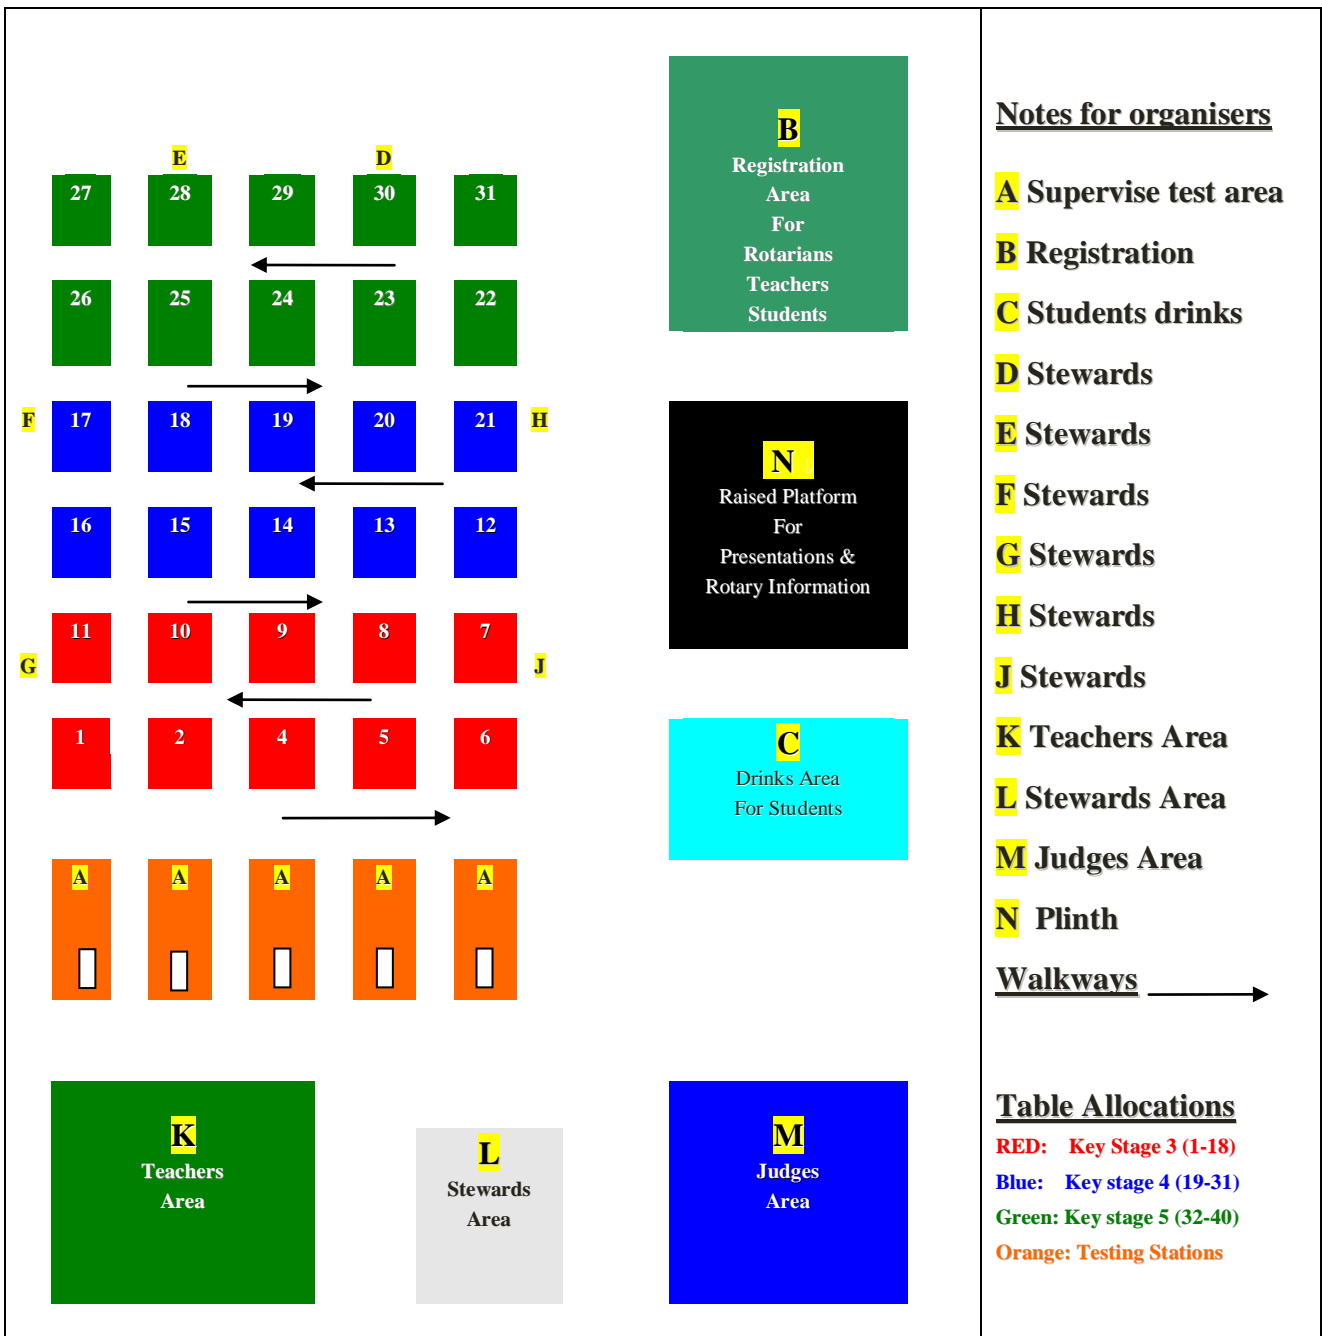 E D
27 28 29 30 31
26 25 24 23 22
F 17 18 19 20 21 H
16 15 14 13 12
11 10 9 8 7
G J
1 2 4 5 6
A A A A A
B
Registration
Area
For
Rotarians
Teachers
Students
N
Raised Platform
For
Presentations &
Rotary Information
C
Drinks Area
For Students
K
Teachers
Area
L
Stewards
Area
M
Judges
Area
Notes for organisers
A Supervise test area
B Registration
C Students drinks
D Stewards
E Stewards
F Stewards
G Stewards
H Stewards
J Stewards
K Teachers Area
L Stewards Area
M Judges Area
N Plinth
Walkways
Table Allocations
RED: Key Stage 3 (1-18)
Blue: Key stage 4 (19-31)
Green: Key stage 5 (32-40)
Orange: Testing Stations